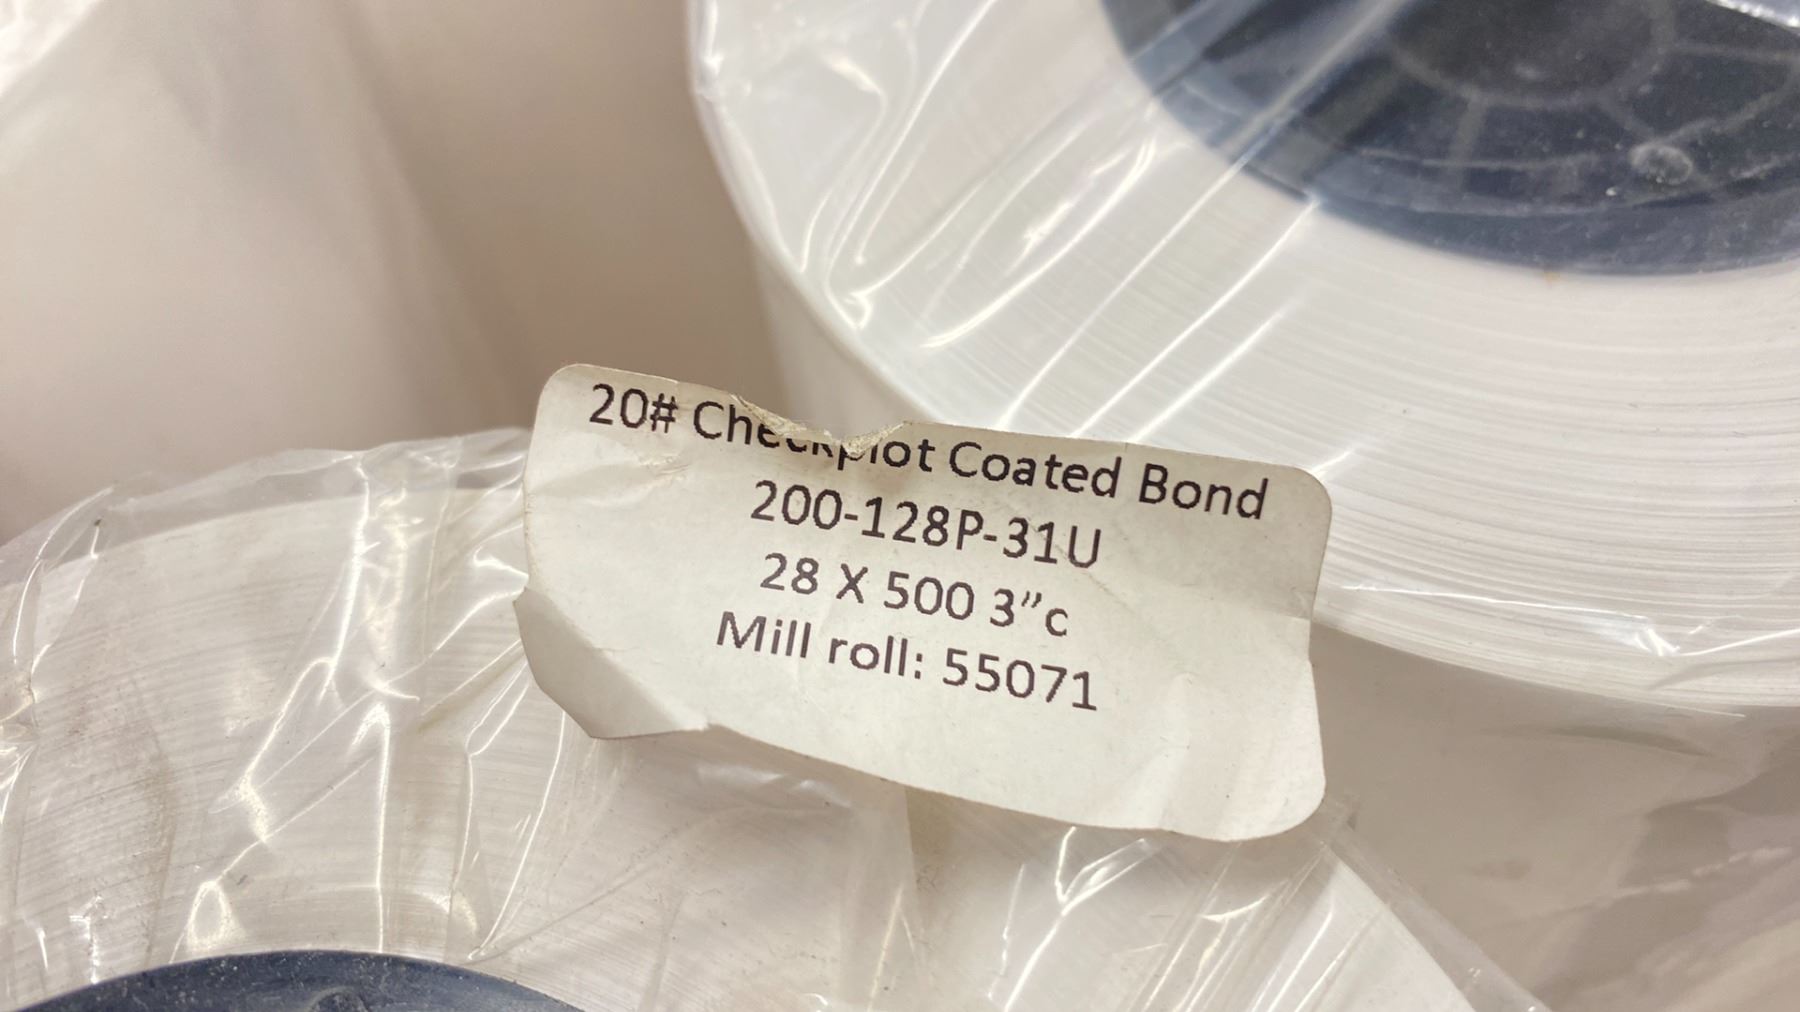 20# Checkplot Coated Bond
200-128P-31U
28 X 500 3”c
Mill roll: 55071